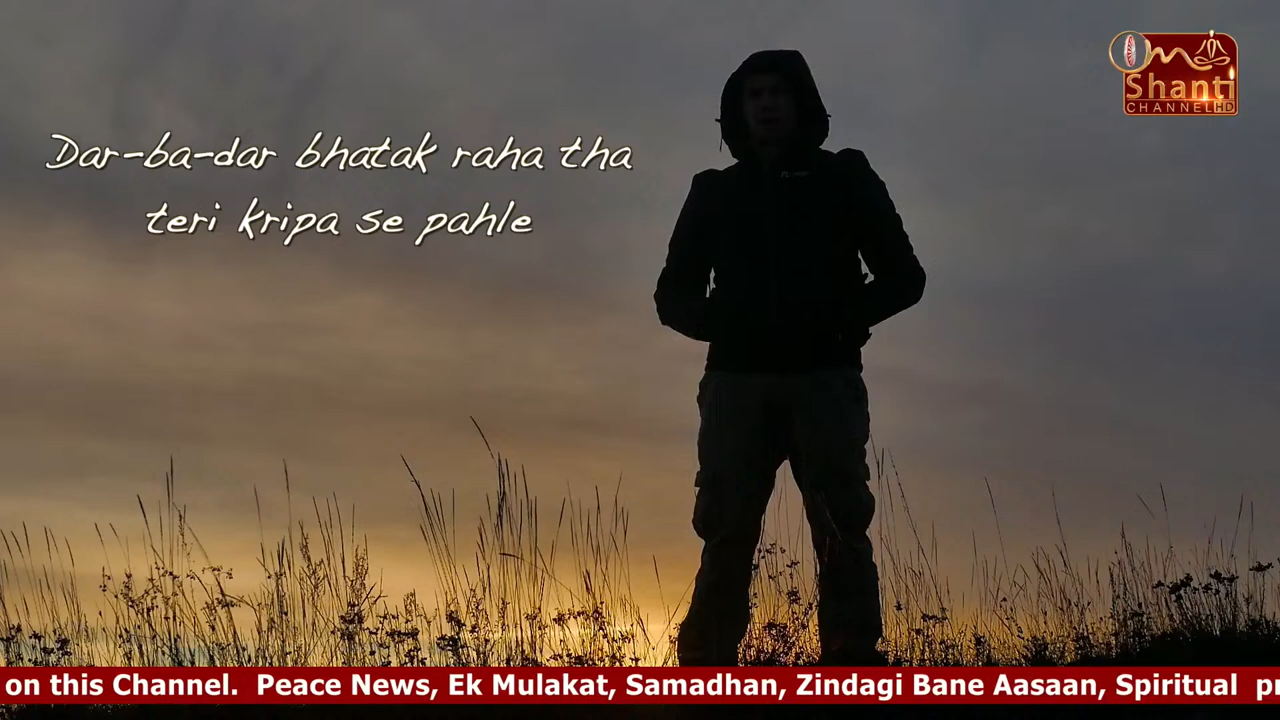 Om
Shanti
CHANNEL HD
Dar-ba-dar bhatak raha tha
teri kripa se pahle
on this Channel. Peace News, Ek Mulakat, Samadhan, Zindagi Bane Aasaan, Spiritual